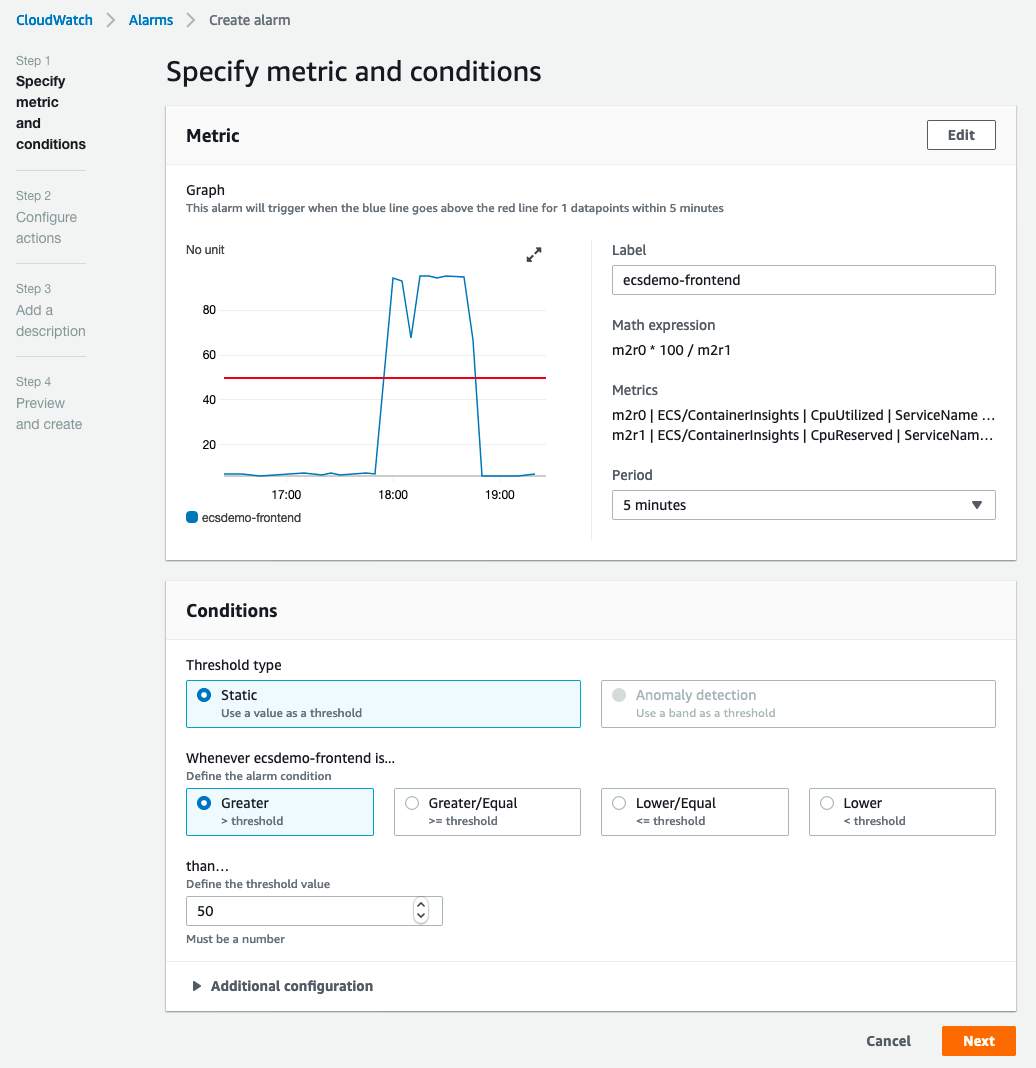 CloudWatch > Alarms > Create alarm
Step 1
Specify
metric
and
conditions
Step 2
Configure
actions
Step 3
Add a
description
Step 4
Preview
and create
Specify metric and conditions
Metric
Edit
Graph
This alarm will trigger when the blue line goes above the red line for 1 datapoints within 5 minutes
No unit
80
60
40
20
17:00 18:00 19:00
ecsdemo-frontend
Label
ecsdemo-frontend
Math expression
m2r0 * 100 / m2r1
Metrics
m2r0 | ECS/ContainerInsights | CpuUtilized | ServiceName ...
m2r1 | ECS/ContainerInsights | CpuReserved | ServiceNam...
Period
5 minutes
Conditions
Threshold type
Static
Use a value as a threshold
Anomaly detection
Use a band as a threshold
Whenever ecsdemo-frontend is...
Define the alarm condition
Greater
> threshold
Greater/Equal
>= threshold
Lower/Equal
<= threshold
Lower
< threshold
than...
Define the threshold value
50
Must be a number
Additional configuration
Cancel
Next